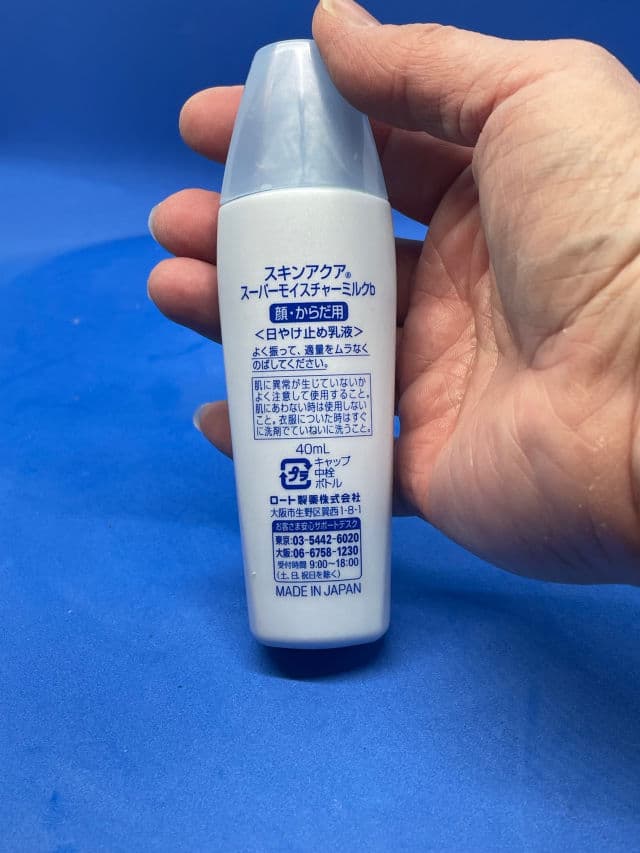 スキンアクア®
スーパーモイスチャーミルクb
顔・からだ用
<日やけ止め乳液>
よく振って、適量をムラなく
のばしてください。
肌に異常が生じていないか
よく注意して使用すること。
肌にあわない時は使用しない
こと。衣服についた時はすぐ
に洗剤でていねいに洗うこと。
40mL
プラ
キャップ
中栓
ボトル
ロート製薬株式会社
大阪市生野区巽西1-8-1
お客さま安心サポートデスク
東京:03-5442-6020
大阪:06-6758-1230
受付時間 9:00～18:00
(土、日、祝日を除く)
MADE IN JAPAN